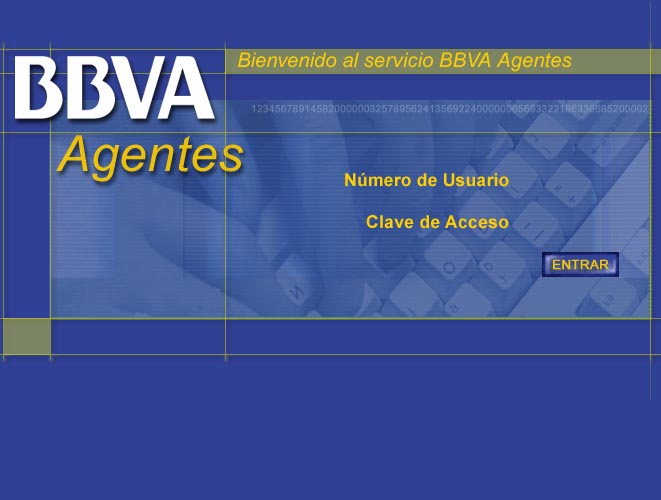 BBVA
Agentes
Bienvenido al servicio BBVA Agentes
Número de Usuario
Clave de Acceso
ENTRAR